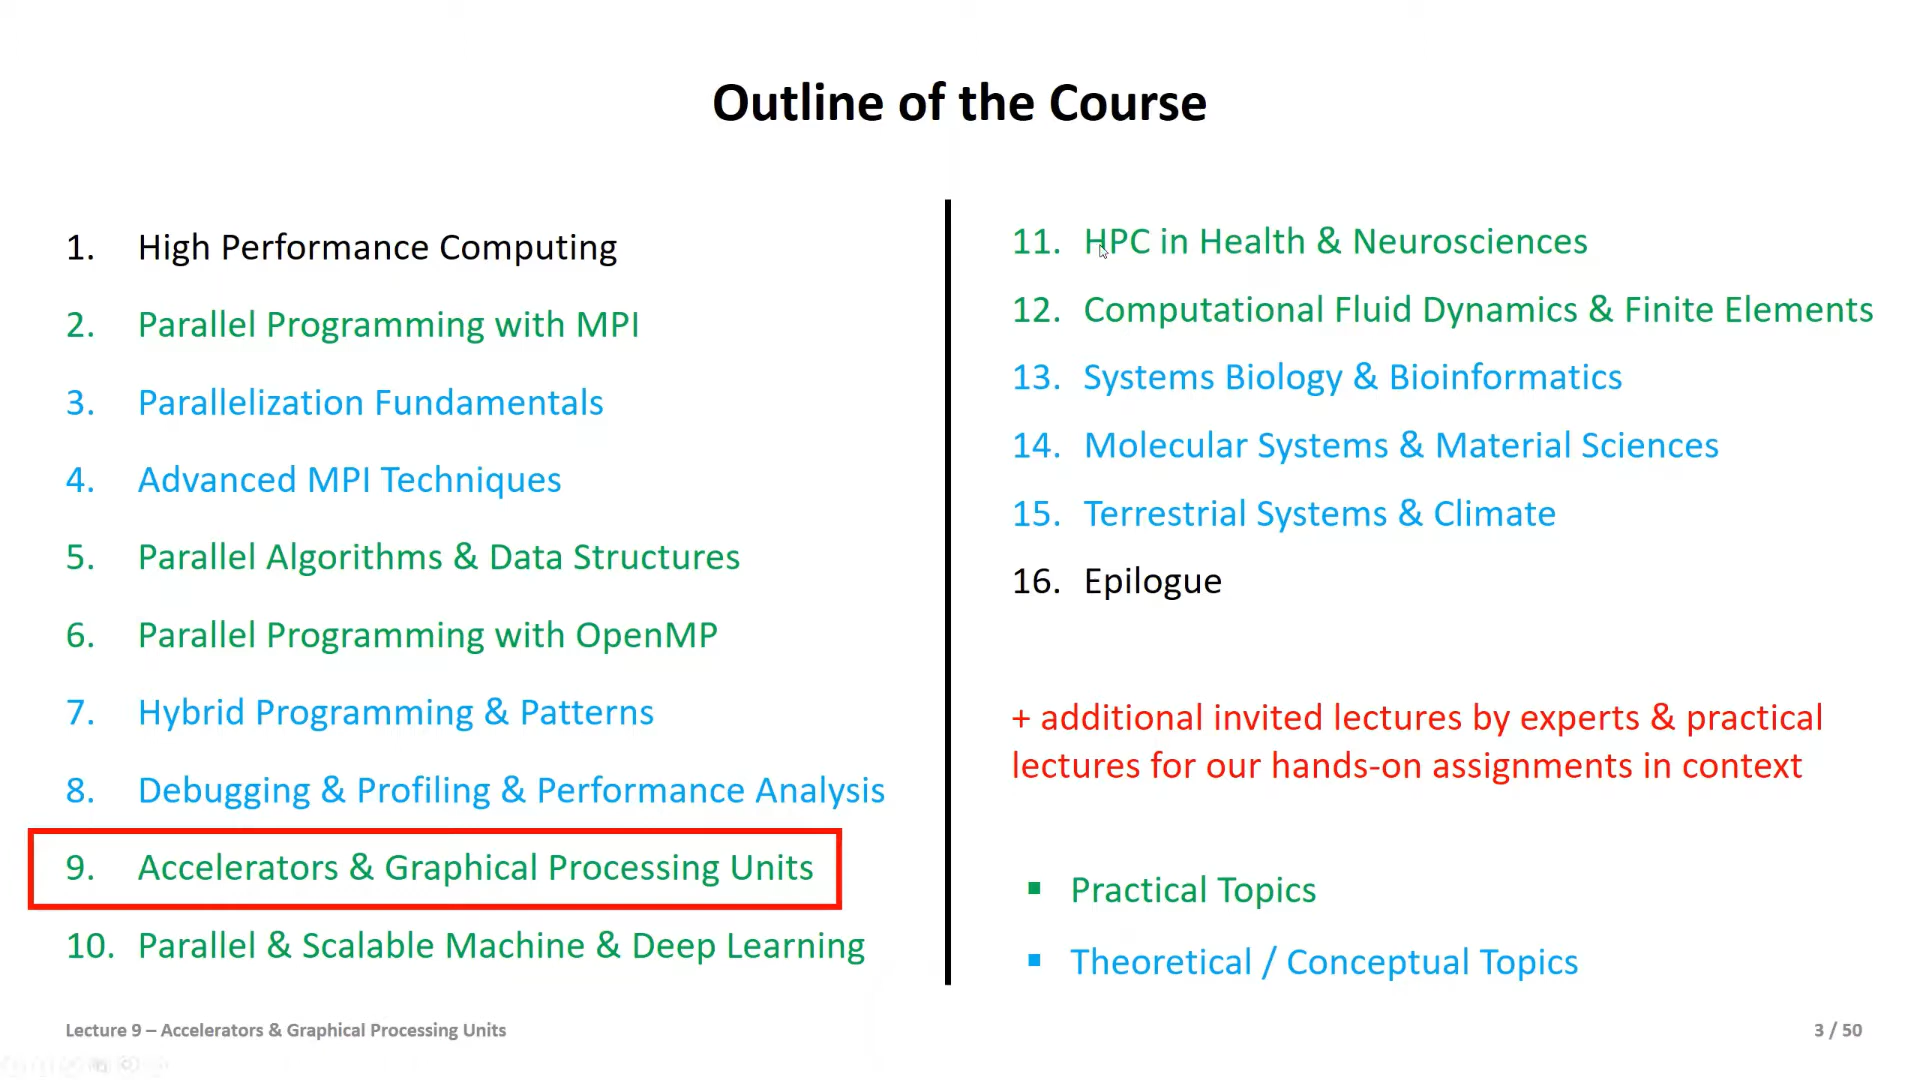 Outline of the Course
1. High Performance Computing
2. Parallel Programming with MPI
3. Parallelization Fundamentals
4. Advanced MPI Techniques
5. Parallel Algorithms & Data Structures
6. Parallel Programming with OpenMP
7. Hybrid Programming & Patterns
8. Debugging & Profiling & Performance Analysis
9. Accelerators & Graphical Processing Units
10. Parallel & Scalable Machine & Deep Learning
11. HPC in Health & Neurosciences
12. Computational Fluid Dynamics & Finite Elements
13. Systems Biology & Bioinformatics
14. Molecular Systems & Material Sciences
15. Terrestrial Systems & Climate
16. Epilogue
+ additional invited lectures by experts & practical
lectures for our hands-on assignments in context
▪ Practical Topics
▪ Theoretical / Conceptual Topics
Lecture 9 – Accelerators & Graphical Processing Units
3 / 50